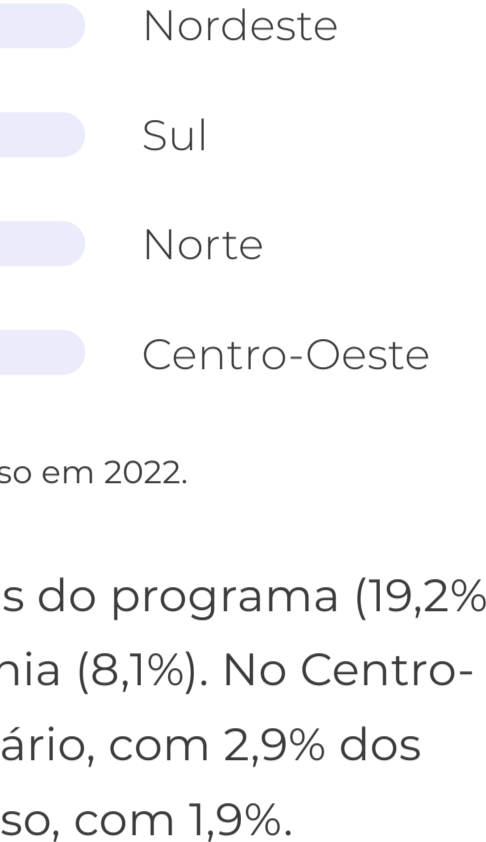 Nordeste
Sul
Norte
Centro-Oeste
so em 2022.
s do programa (19,2%
nia (8,1%). No Centro-
ário, com 2,9% dos
so, com 1,9%.